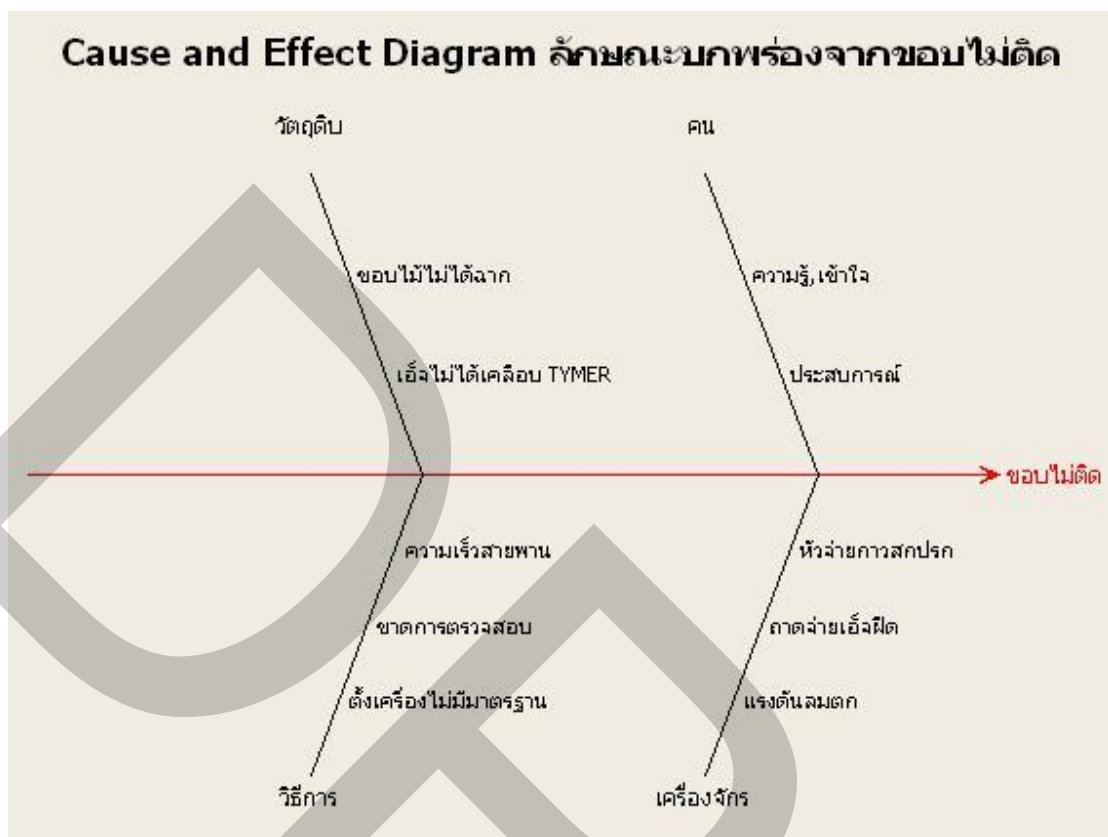 Cause and Effect Diagram ลักษณะบกพร่องจากขอบไม่ติด
วัตถุดิบ
คน
ขอบไม้ไม่ได้ฉาก
ความรู้,เข้าใจ
เอ็จไม่ได้เคลือบ TYMER
ประสบการณ์
ขอบไม่ติด
ความเร็วสายพาน
หัวจ่ายกาวสกปรก
ขาดการตรวจสอบ
ถาดจ่ายเอ็จฝืด
ตั้งเครื่องไม่มีมาตรฐาน
แรงดันลมตก
วิธีการ
เครื่องจักร